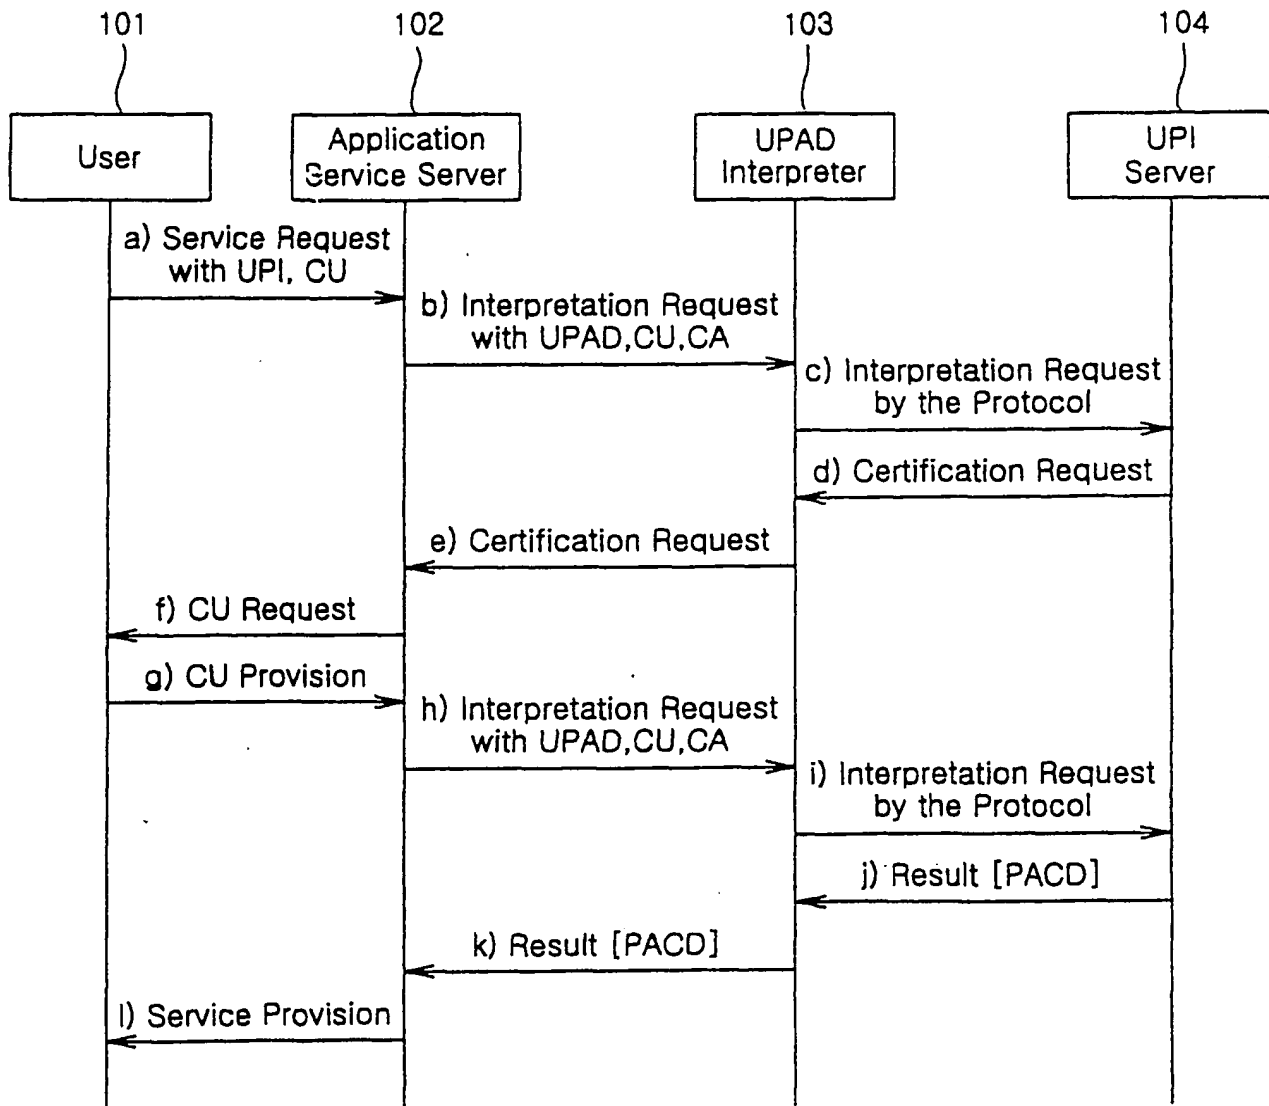 101
102
103
104
User
Application
Service Server
UPAD
Interpreter
UPI
Server
a) Service Request
with UPI, CU
b) Interpretation Request
with UPAD,CU,CA
c) Interpretation Request
by the Protocol
d) Certification Request
e) Certification Request
f) CU Request
g) CU Provision
h) Interpretation Request
with UPAD,CU,CA
i) Interpretation Request
by the Protocol
j) Result [PACD]
k) Result [PACD]
l) Service Provision